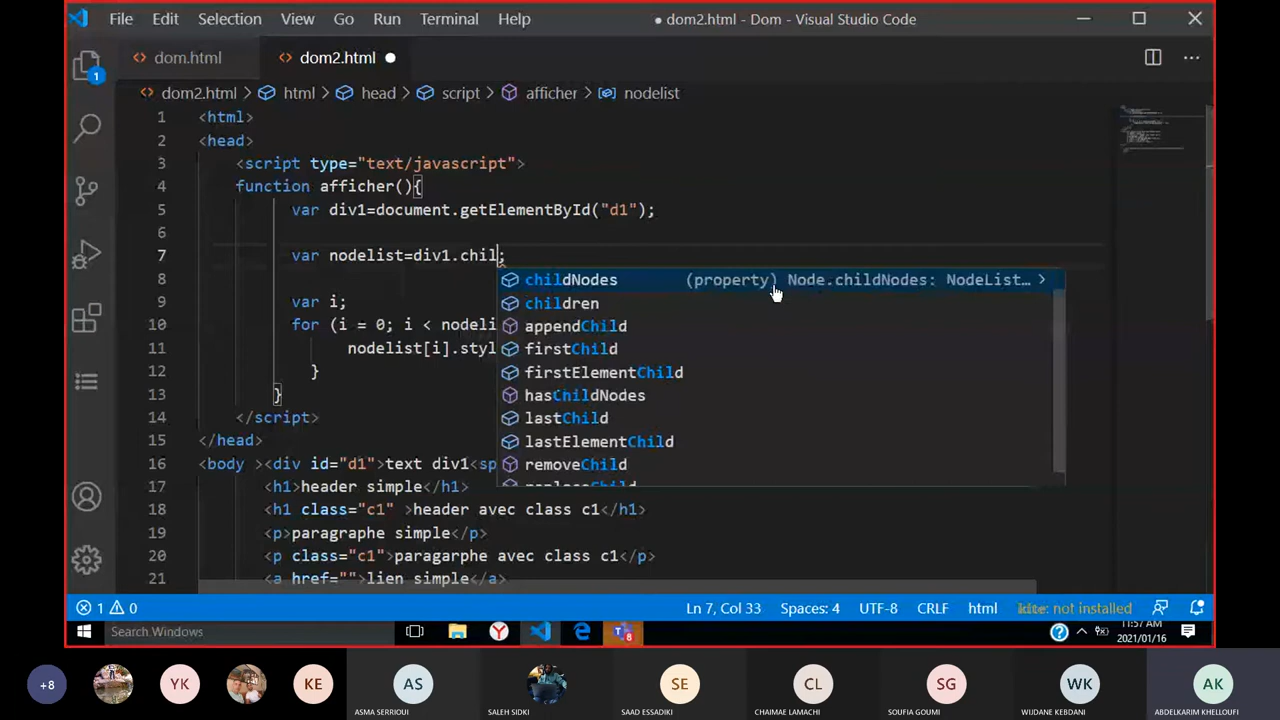 File Edit Selection View Go Run Terminal Help ● dom2.html - Dom - Visual Studio Code
dom.html dom2.html
dom2.html > html > head > script > afficher > nodelist
1 <html>
2 <head>
3 <script type="text/javascript">
4 function afficher(){
5 var div1=document.getElementById("d1");
6
7 var nodelist=div1.chil;
childNodes (property) Node.childNodes: NodeList… >
8
children
9 var i;
appendChild
10 for (i = 0; i < nodeli
firstChild
11 nodelist[i].styl
firstElementChild
12 }
hasChildNodes
13 }
lastChild
14 </script>
lastElementChild
15 </head>
removeChild
16 <body ><div id="d1">text div1<sp
17 <h1>header simple</h1>
18 <h1 class="c1" >header avec class c1</h1>
19 <p>paragraphe simple</p>
20 <p class="c1">paragarphe avec class c1</p>
21 <a href="">lien simple</a>
1 0 Ln 7, Col 33 Spaces: 4 UTF-8 CRLF html kite: not installed
Search Windows
11:57 AM
2021/01/16
+8 YK KE AS SE CL SG WK AK
ASMA SERRIOUI SALEH SIDKI SAAD ESSADIKI CHAIMAE LAMACHI SOUFIA GOUMI WIJDANE KEBDANI ABDELKARIM KHELLOUFI